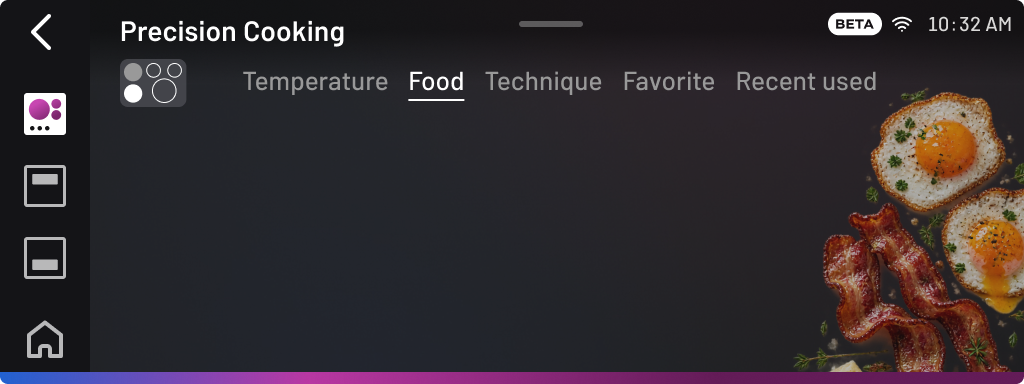 Precision Cooking
BETA 10:32 AM
Temperature Food Technique Favorite Recent used